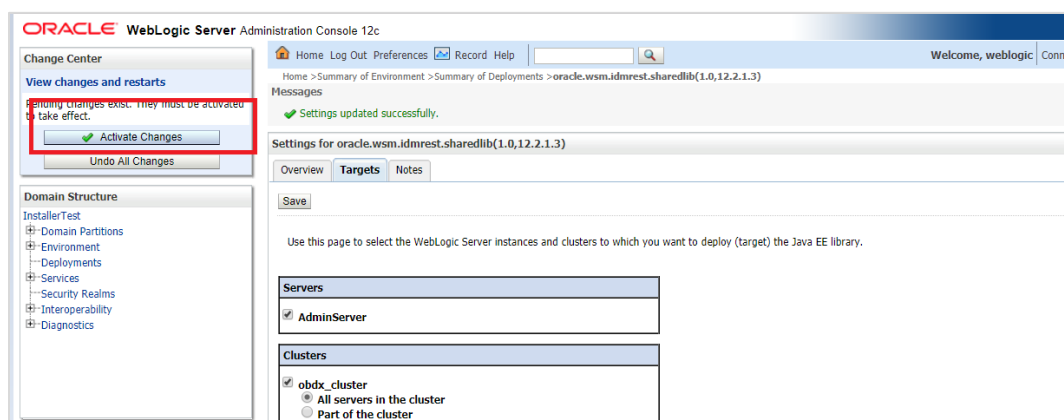 ORACLE WebLogic Server Administration Console 12c
Change Center
View changes and restarts
Pending changes exist. They must be activated
to take effect.
Activate Changes
Undo All Changes
Domain Structure
InstallerTest
Domain Partitions
Environment
Deployments
Services
Security Realms
Interoperability
Diagnostics
Home Log Out Preferences Record Help
Welcome, weblogic Conn
Home >Summary of Environment >Summary of Deployments >oracle.wsm.idmrest.sharedlib(1.0,12.2.1.3)
Messages
Settings updated successfully.
Settings for oracle.wsm.idmrest.sharedlib(1.0,12.2.1.3)
Overview Targets Notes
Save
Use this page to select the WebLogic Server instances and clusters to which you want to deploy (target) the Java EE library.
Servers
AdminServer
Clusters
obdx_cluster
All servers in the cluster
Part of the cluster